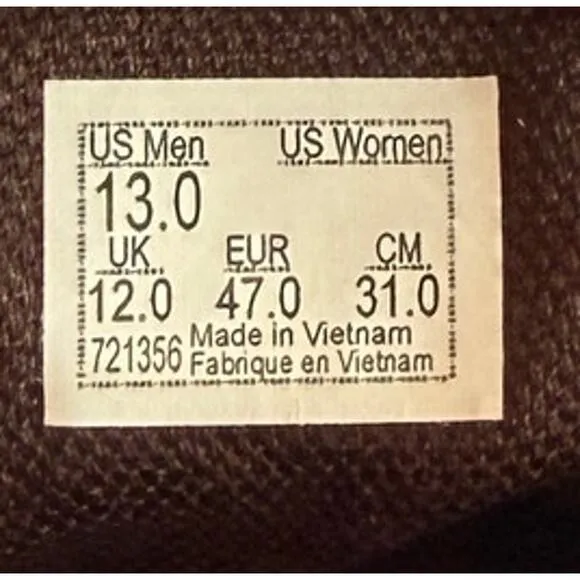 US Men US Women
13.0
UK EUR CM
12.0 47.0 31.0
721356 Made in Vietnam
Fabrique en Vietnam